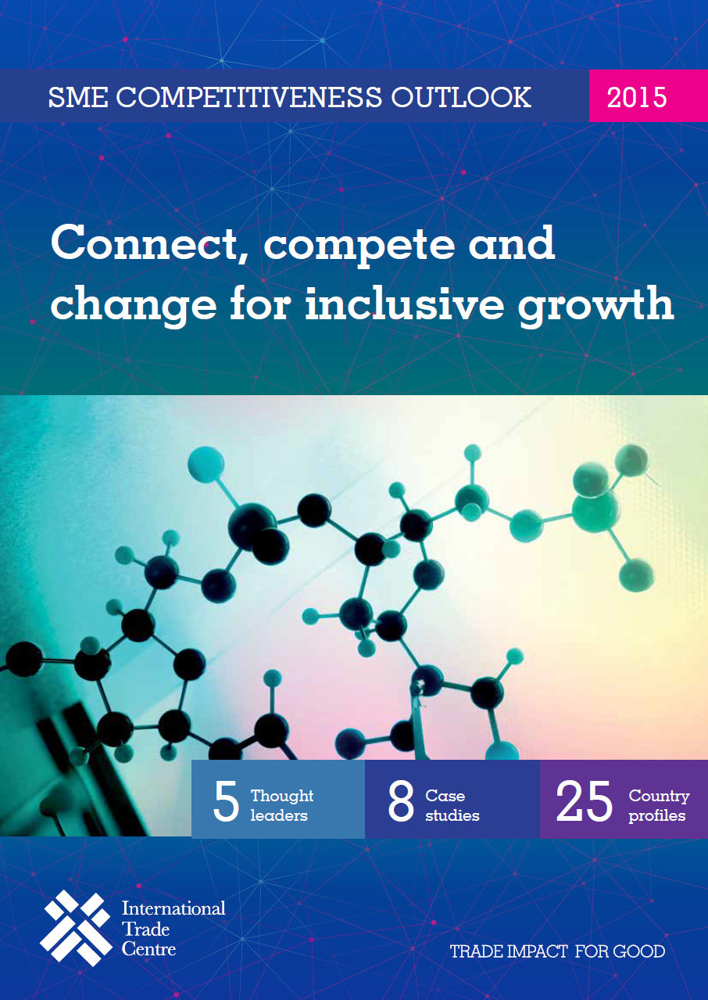 SME COMPETITIVENESS OUTLOOK
2015
Connect, compete and
change for inclusive growth
5 Thought
leaders
8 Case
studies
25 Country
profiles
International
Trade
Centre
TRADE IMPACT FOR GOOD